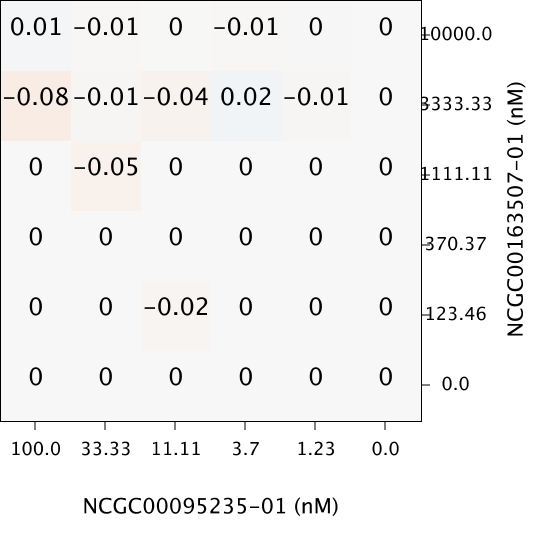 0.01 −0.01 0 −0.01 0 0 10000.0
−0.08 −0.01 −0.04 0.02 −0.01 0 3333.33
0 −0.05 0 0 0 0 1111.11
0 0 0 0 0 0 370.37
0 0 −0.02 0 0 0 123.46
0 0 0 0 0 0 0.0
100.0 33.33 11.11 3.7 1.23 0.0
NCGC00095235−01 (nM)
NCGC00163507−01 (nM)